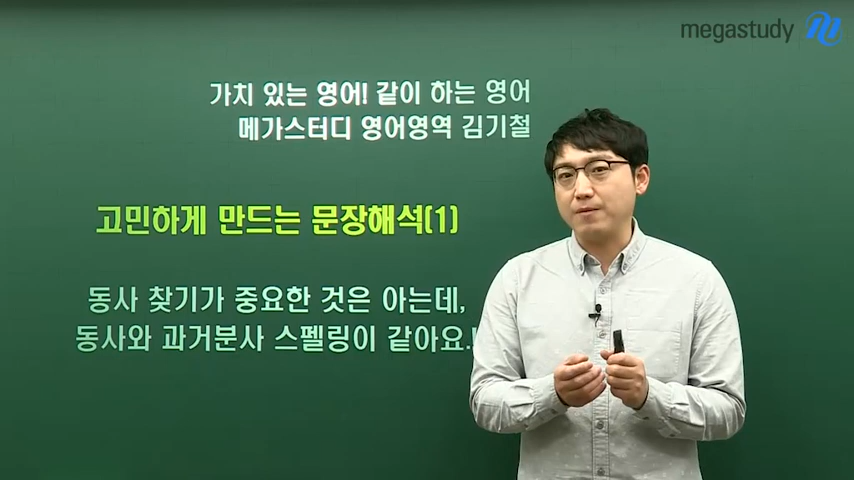 megastudy
가치 있는 영어! 같이 하는 영어
메가스터디 영어영역 김기철
고민하게 만드는 문장해석(1)
동사 찾기가 중요한 것은 아는데,
동사와 과거분사 스펠링이 같아요.!